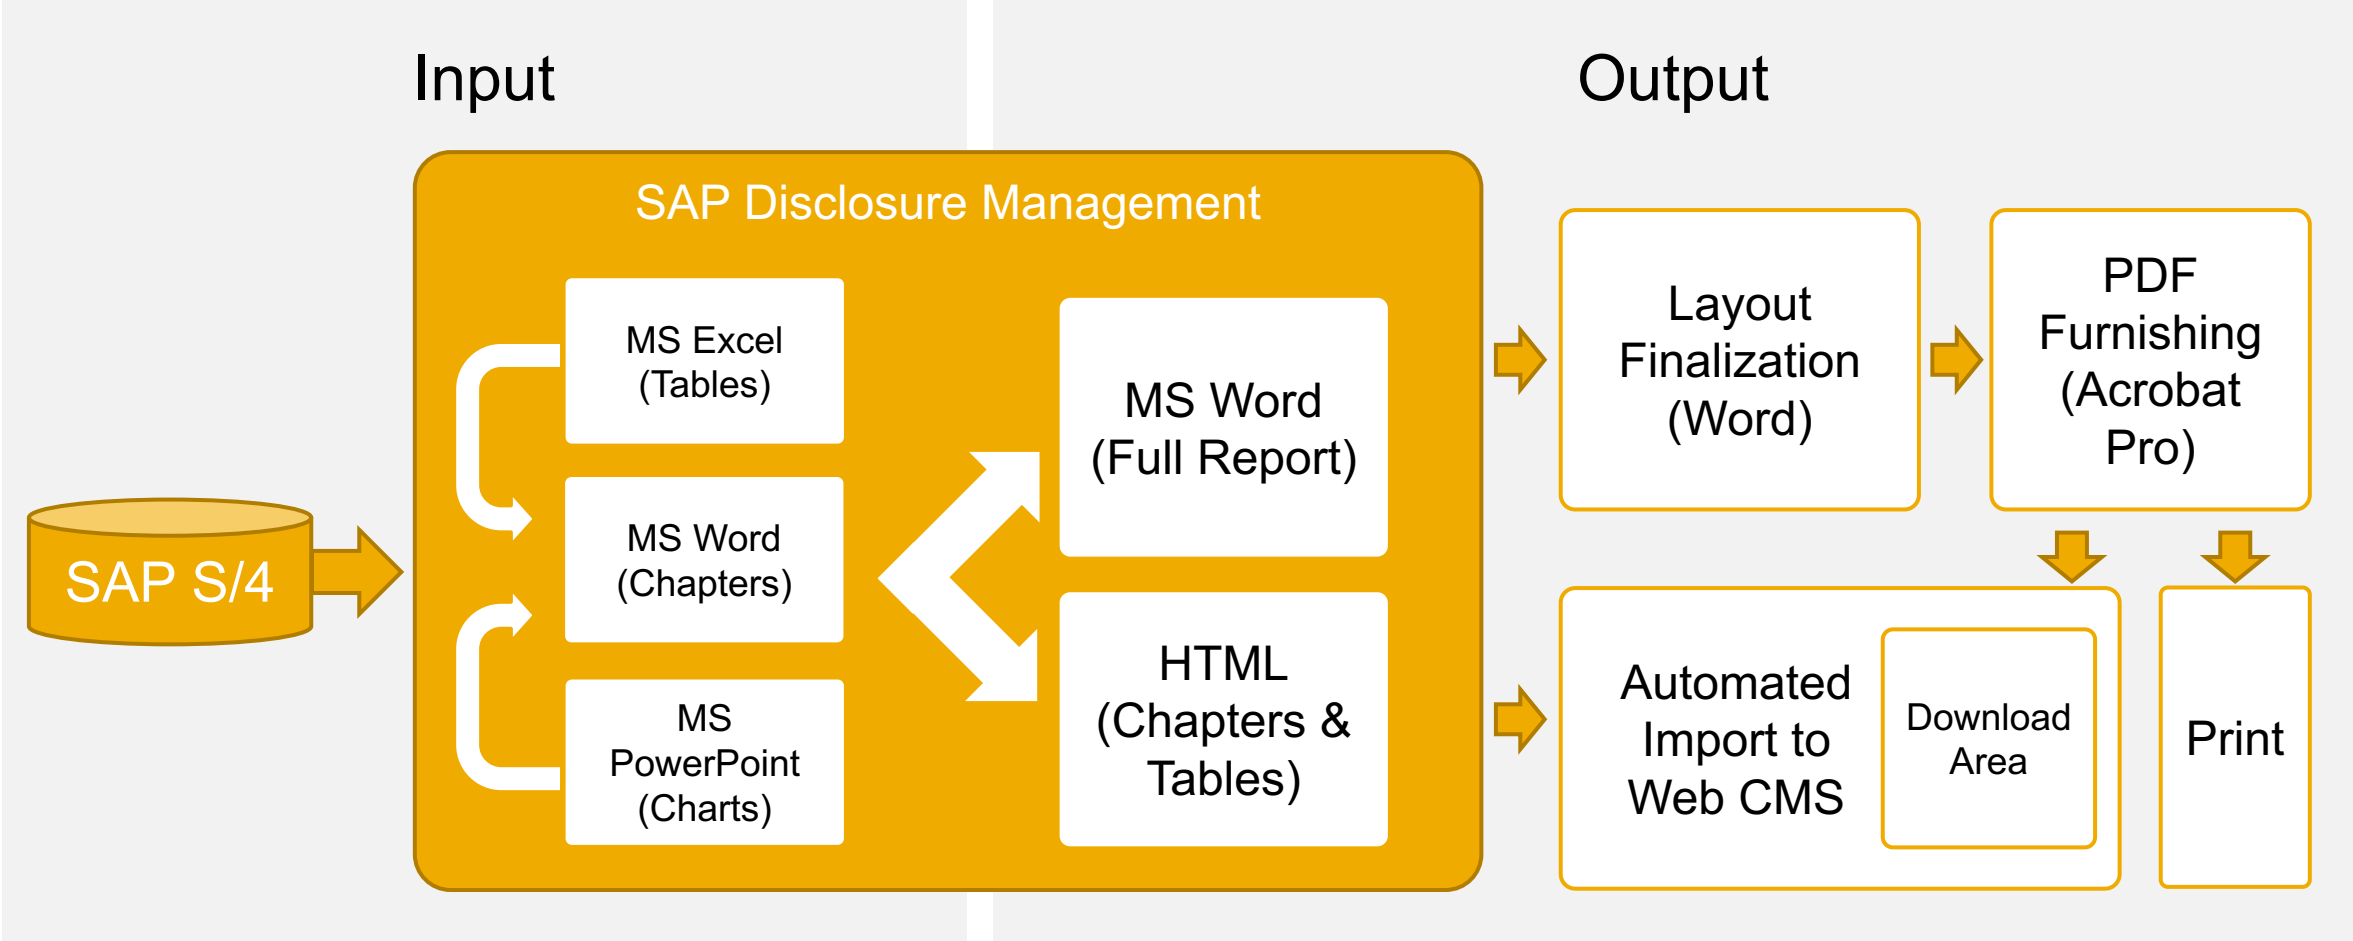 Input
Output
SAP Disclosure Management
SAP S/4
MS Excel
(Tables)
MS Word
(Chapters)
MS
PowerPoint
(Charts)
MS Word
(Full Report)
HTML
(Chapters &
Tables)
Layout
Finalization
(Word)
PDF
Furnishing
(Acrobat
Pro)
Automated
Import to
Web CMS
Download
Area
Print